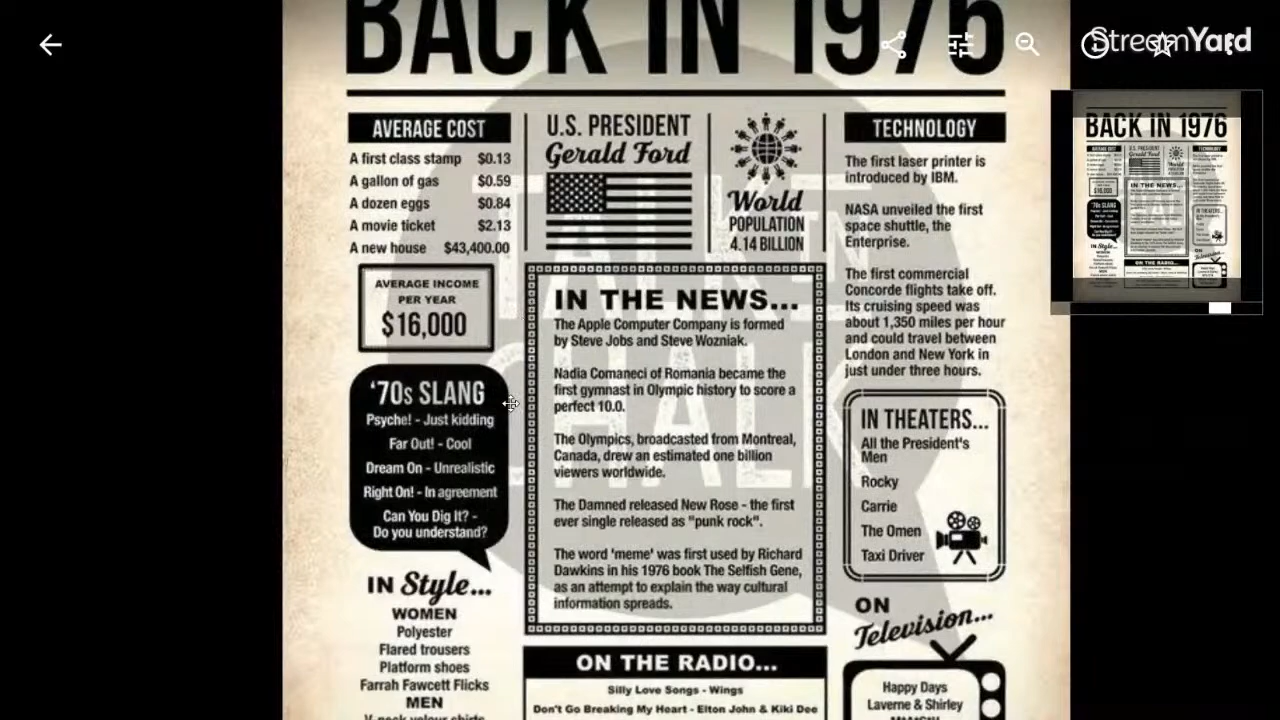 BACK IN 1976
StreamYard
AVERAGE COST
A first class stamp $0.13
A gallon of gas $0.59
A dozen eggs $0.84
A movie ticket $2.13
A new house $43,400.00
AVERAGE INCOME
PER YEAR
$16,000
'70s SLANG
Psyche! - Just kidding
Far Out! - Cool
Dream On - Unrealistic
Right On! - In agreement
Can You Dig It? -
Do you understand?
IN Style...
WOMEN
Polyester
Flared trousers
Platform shoes
Farrah Fawcett Flicks
MEN
V-neck velour shirts
U.S. PRESIDENT
Gerald Ford
World
POPULATION
4.14 BILLION
IN THE NEWS...
The Apple Computer Company is formed
by Steve Jobs and Steve Wozniak.
Nadia Comaneci of Romania became the
first gymnast in Olympic history to score a
perfect 10.0.
The Olympics, broadcasted from Montreal,
Canada, drew an estimated one billion
viewers worldwide.
The Damned released New Rose - the first
ever single released as "punk rock".
The word 'meme' was first used by Richard
Dawkins in his 1976 book The Selfish Gene,
as an attempt to explain the way cultural
information spreads.
ON THE RADIO...
Silly Love Songs - Wings
Don't Go Breaking My Heart - Elton John & Kiki Dee
TECHNOLOGY
The first laser printer is
introduced by IBM.
NASA unveiled the first
space shuttle, the
Enterprise.
The first commercial
Concorde flights take off.
Its cruising speed was
about 1,350 miles per hour
and could travel between
London and New York in
just under three hours.
IN THEATERS...
All the President's
Men
Rocky
Carrie
The Omen
Taxi Driver
ON
Television...
Happy Days
Laverne & Shirley
BACK IN 1976